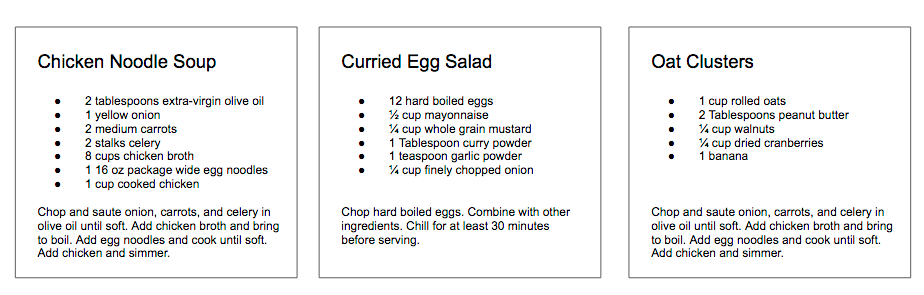 Chicken Noodle Soup
2 tablespoons extra-virgin olive oil
1 yellow onion
2 medium carrots
2 stalks celery
8 cups chicken broth
1 16 oz package wide egg noodles
1 cup cooked chicken
Chop and saute onion, carrots, and celery in
olive oil until soft. Add chicken broth and bring
to boil. Add egg noodles and cook until soft.
Add chicken and simmer.
Curried Egg Salad
12 hard boiled eggs
½ cup mayonnaise
¼ cup whole grain mustard
1 Tablespoon curry powder
1 teaspoon garlic powder
¼ cup finely chopped onion
Chop hard boiled eggs. Combine with other
ingredients. Chill for at least 30 minutes
before serving.
Oat Clusters
1 cup rolled oats
2 Tablespoons peanut butter
¼ cup walnuts
¼ cup dried cranberries
1 banana
Chop and saute onion, carrots, and celery in
olive oil until soft. Add chicken broth and bring
to boil. Add egg noodles and cook until soft.
Add chicken and simmer.